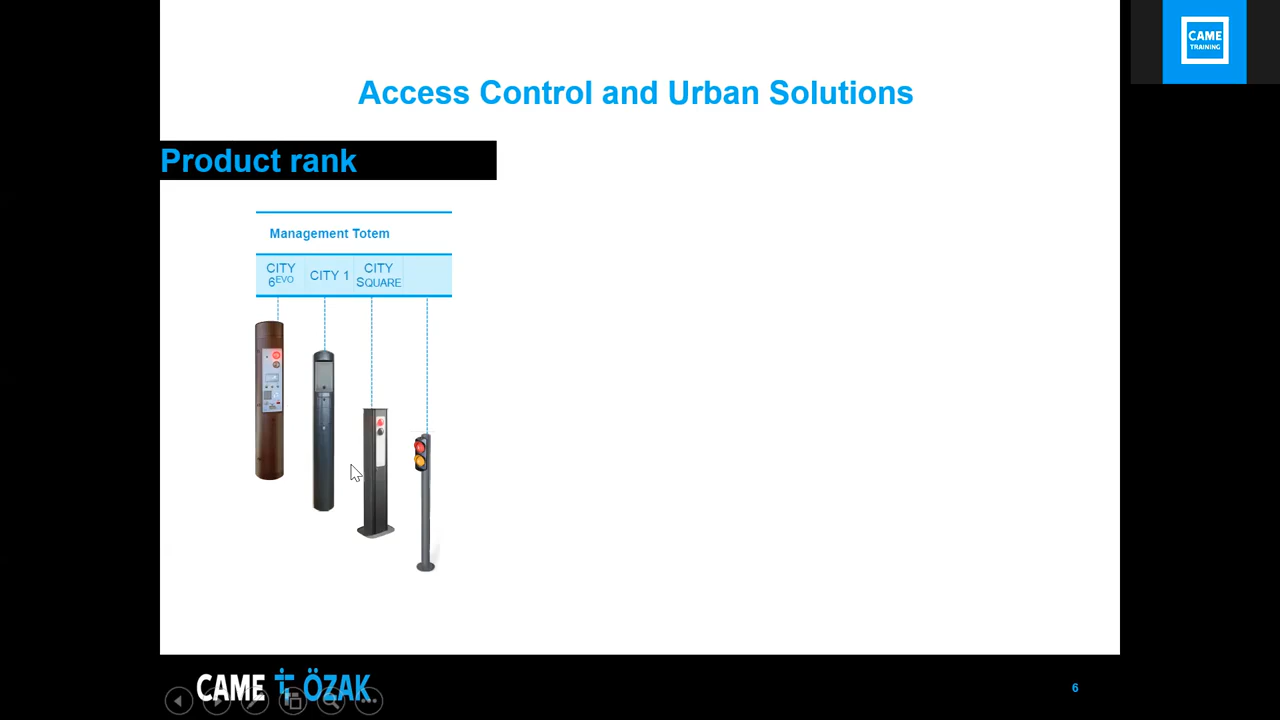 CAME
TRAINING
Access Control and Urban Solutions
Product rank
Management Totem
CITY 6EVO
CITY 1
CITY SQUARE
CAME ÖZAK
6